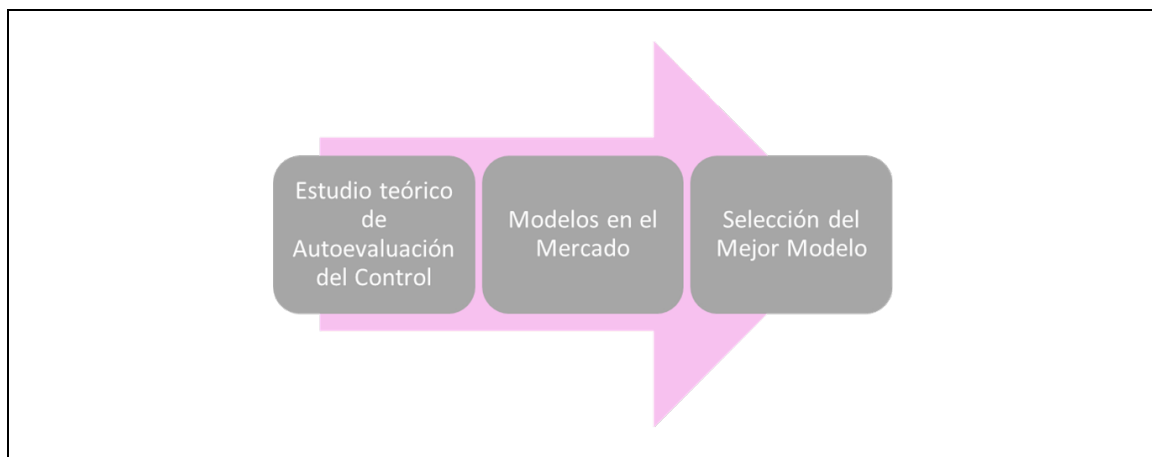 Estudio teórico
de
Autoevaluación
del Control
Modelos en el
Mercado
Selección del
Mejor Modelo